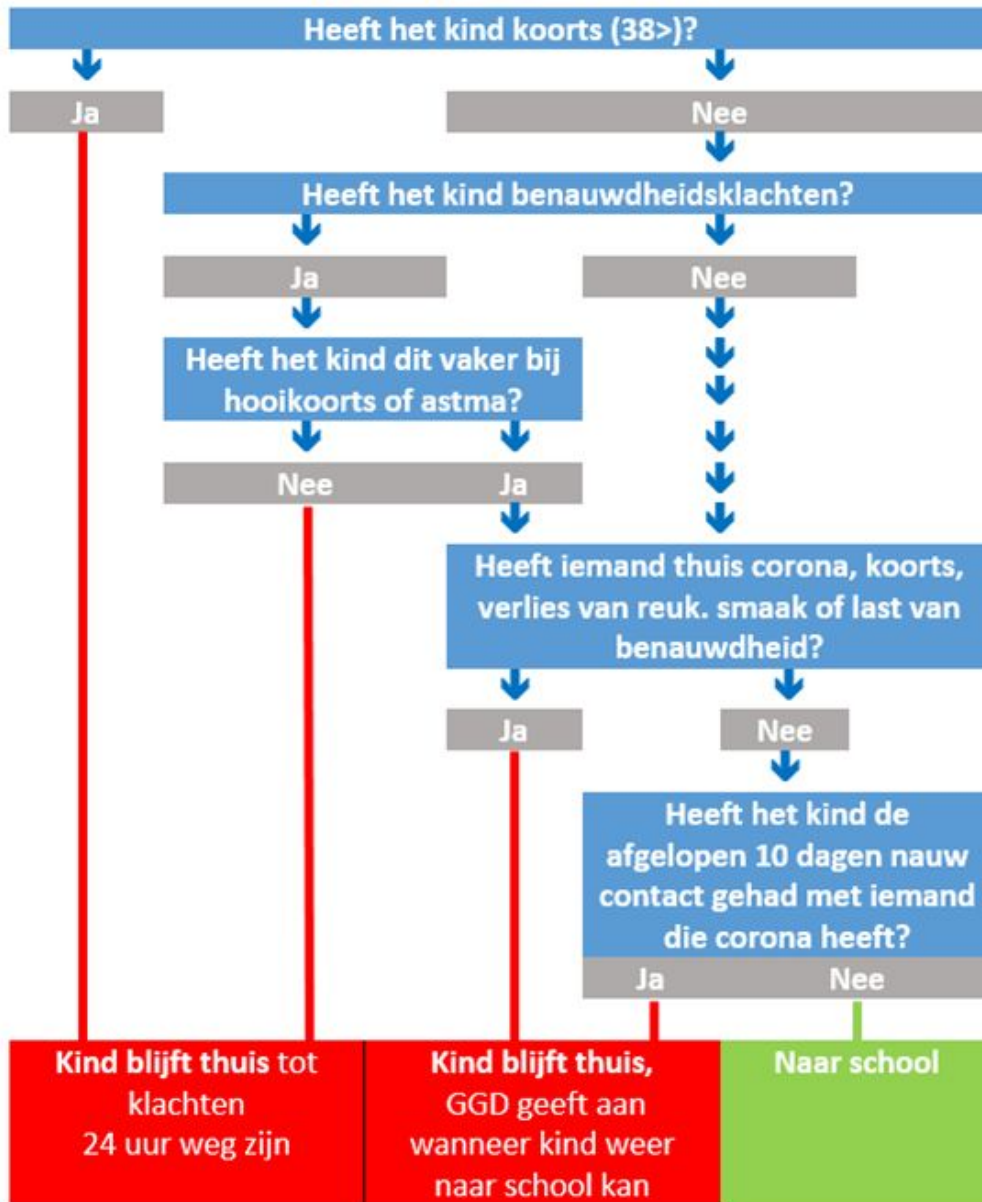 Heeft het kind koorts (38>)?
Ja
Nee
Heeft het kind benauwdheidsklachten?
Ja
Nee
Heeft het kind dit vaker bij
hooikoorts of astma?
Nee
Ja
Heeft iemand thuis corona, koorts,
verlies van reuk. smaak of last van
benauwdheid?
Ja
Nee
Heeft het kind de
afgelopen 10 dagen nauw
contact gehad met iemand
die corona heeft?
Ja
Nee
Kind blijft thuis tot
klachten
24 uur weg zijn
Kind blijft thuis,
GGD geeft aan
wanneer kind weer
naar school kan
Naar school